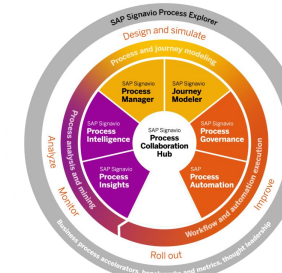 SAP Signavio Process Explorer
Design and simulate
Process and journey modeling
SAP Signavio
Process
Manager
SAP Signavio
Journey
Modeler
SAP Signavio
Process
Intelligence
SAP Signavio
Process
Collaboration
Hub
SAP Signavio
Process
Governance
SAP Signavio
Process
Insights
SAP
Process
Automation
Process analysis and mining
Workflow and automation execution
Analyze
Monitor
Improve
Roll out
Business process accelerators, and metrics, thought leadership